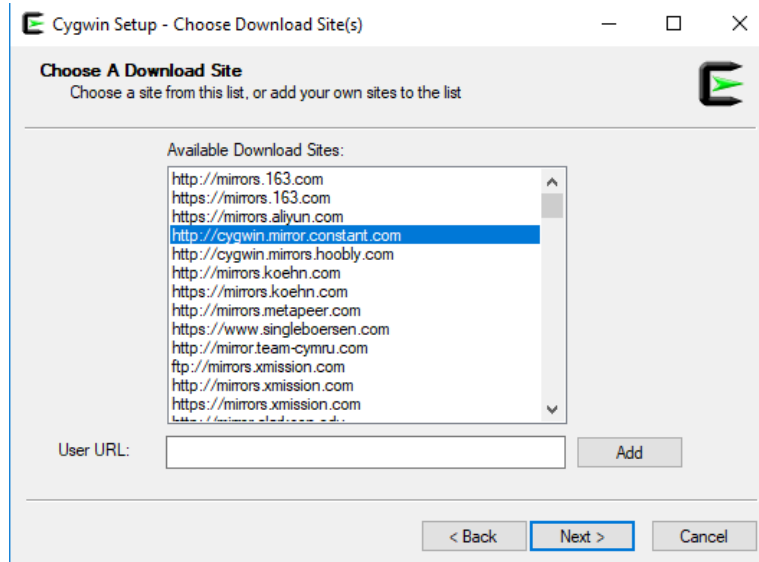 Cygwin Setup - Choose Download Site(s)
Choose A Download Site
Choose a site from this list, or add your own sites to the list
Available Download Sites:
http://mirrors.163.com
https://mirrors.163.com
https://mirrors.aliyun.com
http://cygwin.mirror.constant.com
http://cygwin.mirrors.hoobly.com
http://mirrors.koehn.com
https://mirrors.koehn.com
http://mirrors.metapeer.com
https://www.singleboersen.com
http://mirror.team-cymru.com
ftp://mirrors.xmission.com
http://mirrors.xmission.com
https://mirrors.xmission.com
User URL:
Add
< Back
Next >
Cancel